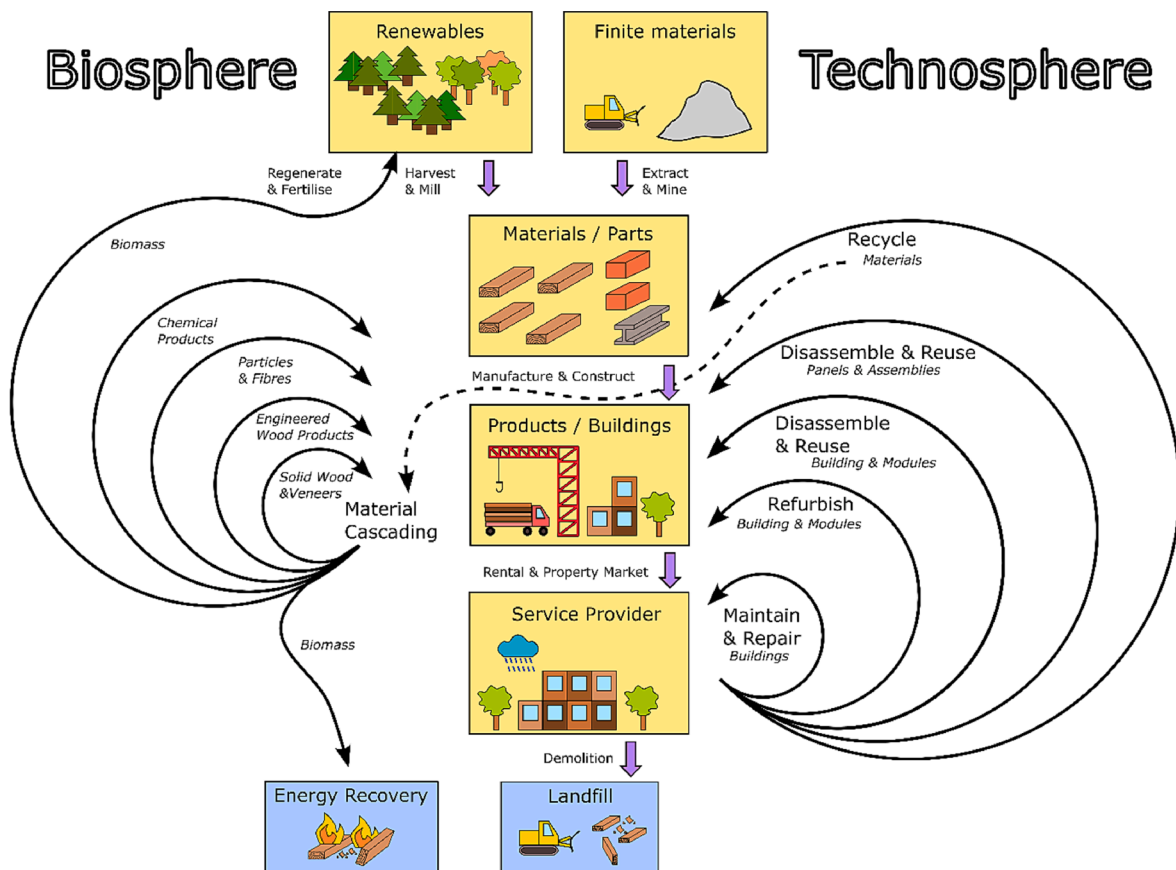 Biosphere
Technosphere
Renewables
Finite materials
Regenerate
& Fertilise
Harvest
& Mill
Extract
& Mine
Biomass
Materials / Parts
Recycle
Materials
Chemical
Products
Particles
& Fibres
Engineered
Wood Products
Solid Wood
&Veneers
Material
Cascading
Manufacture & Construct
Disassemble & Reuse
Panels & Assemblies
Products / Buildings
Disassemble
& Reuse
Building & Modules
Refurbish
Building & Modules
Rental & Property Market
Service Provider
Maintain
& Repair
Buildings
Biomass
Demolition
Energy Recovery
Landfill